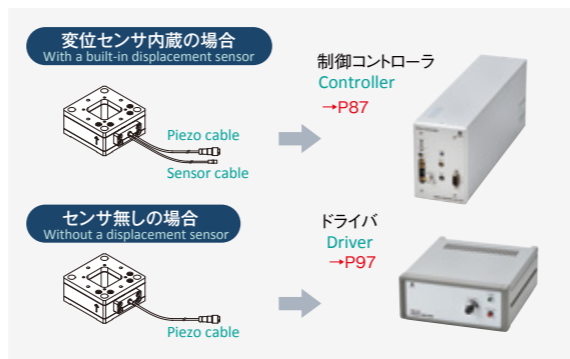 変位センサ内蔵の場合
With a built-in displacement sensor
制御コントローラ
Controller
→P87
Piezo cable
Sensor cable
センサ無しの場合
Without a displacement sensor
ドライバ
Driver
→P97
Piezo cable